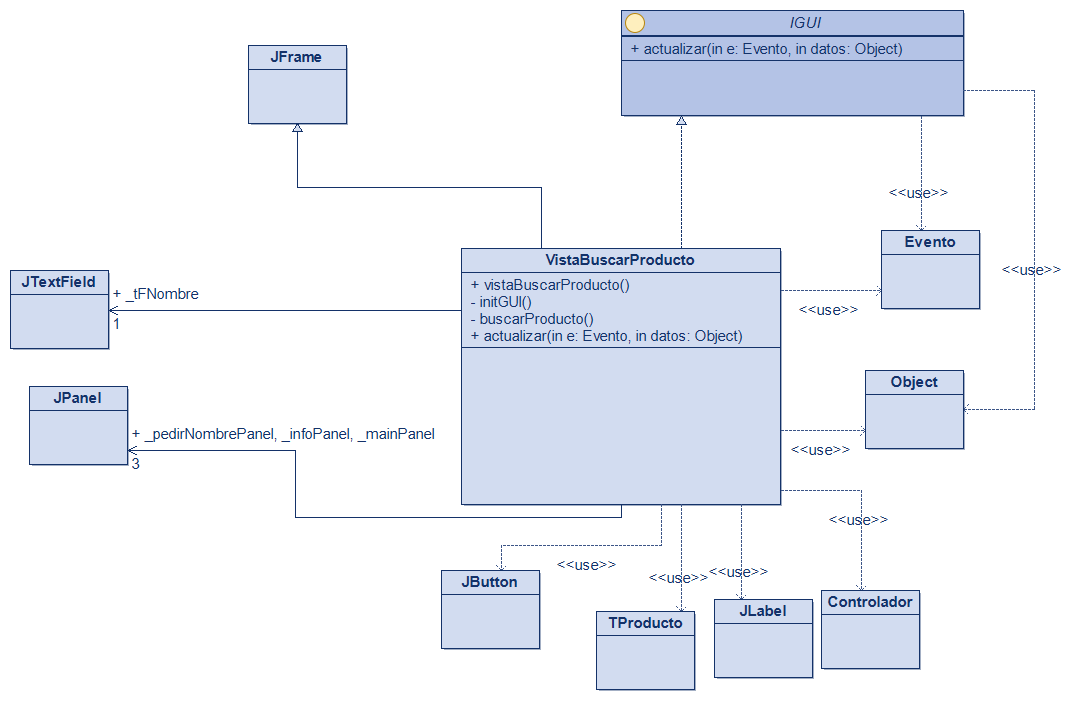 IGUI
+ actualizar(in e: Evento, in datos: Object)
JFrame
<<use>>
Evento
VistaBuscarProducto
+ vistaBuscarProducto()
- initGUI()
- buscarProducto()
+ actualizar(in e: Evento, in datos: Object)
<<use>>
JTextField
+ _tFNombre
1
<<use>>
Object
JPanel
+ _pedirNombrePanel, _infoPanel, _mainPanel
3
<<use>>
<<use>>
<<use>>
<<use>>
<<use>>
JButton
TProducto
JLabel
Controlador